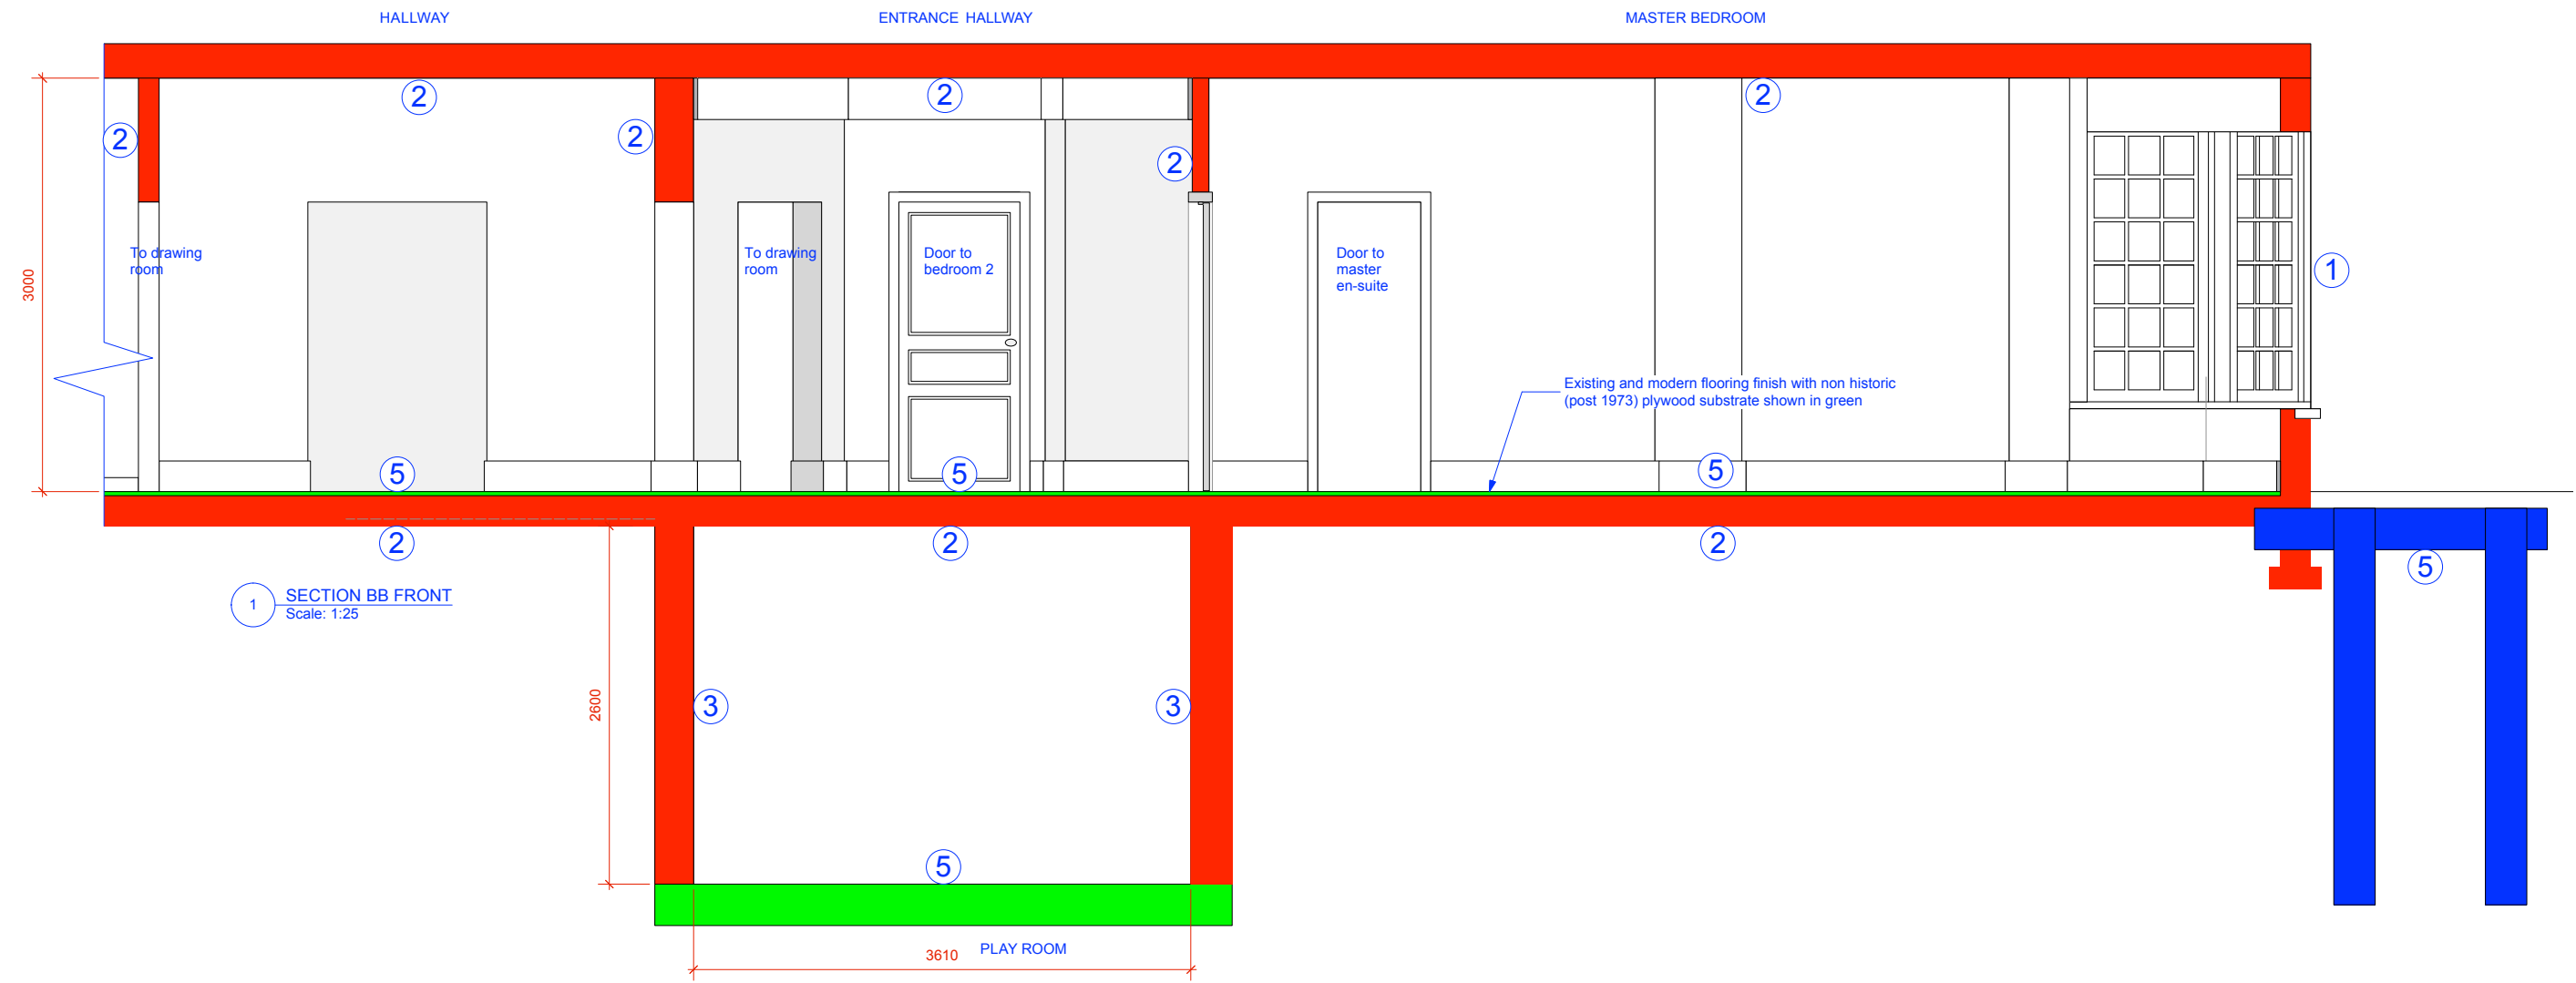 HALLWAY
ENTRANCE HALLWAY
MASTER BEDROOM
2
2
2
2
2
2
To drawing
room
To drawing
room
Door to
bedroom 2
Door to
master
en-suite
1
3000
Existing and modern flooring finish with non historic
(post 1973) plywood substrate shown in green
5
5
5
2
2
2
5
1
SECTION BB FRONT
Scale: 1:25
2600
3
3
5
3610
PLAY ROOM